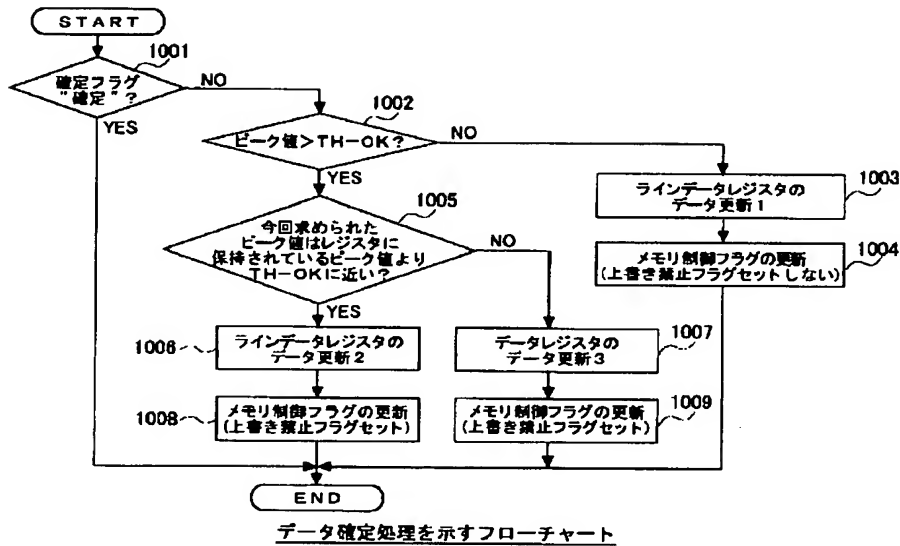 START
1001
確定フラグ
"確定"?
NO
YES
1002
ピーク値>TH-OK?
NO
YES
1003
ラインデータレジスタの
データ更新1
1004
メモリ制御フラグの更新
(上書き禁止フラグセットしない)
1005
今回求められた
ピーク値はレジスタに
保持されているピーク値より
TH-OKに近い?
NO
YES
1006
ラインデータレジスタの
データ更新2
1007
データレジスタの
データ更新3
1008
メモリ制御フラグの更新
(上書き禁止フラグセット)
1009
メモリ制御フラグの更新
(上書き禁止フラグセット)
END
データ確定処理を示すフローチャート